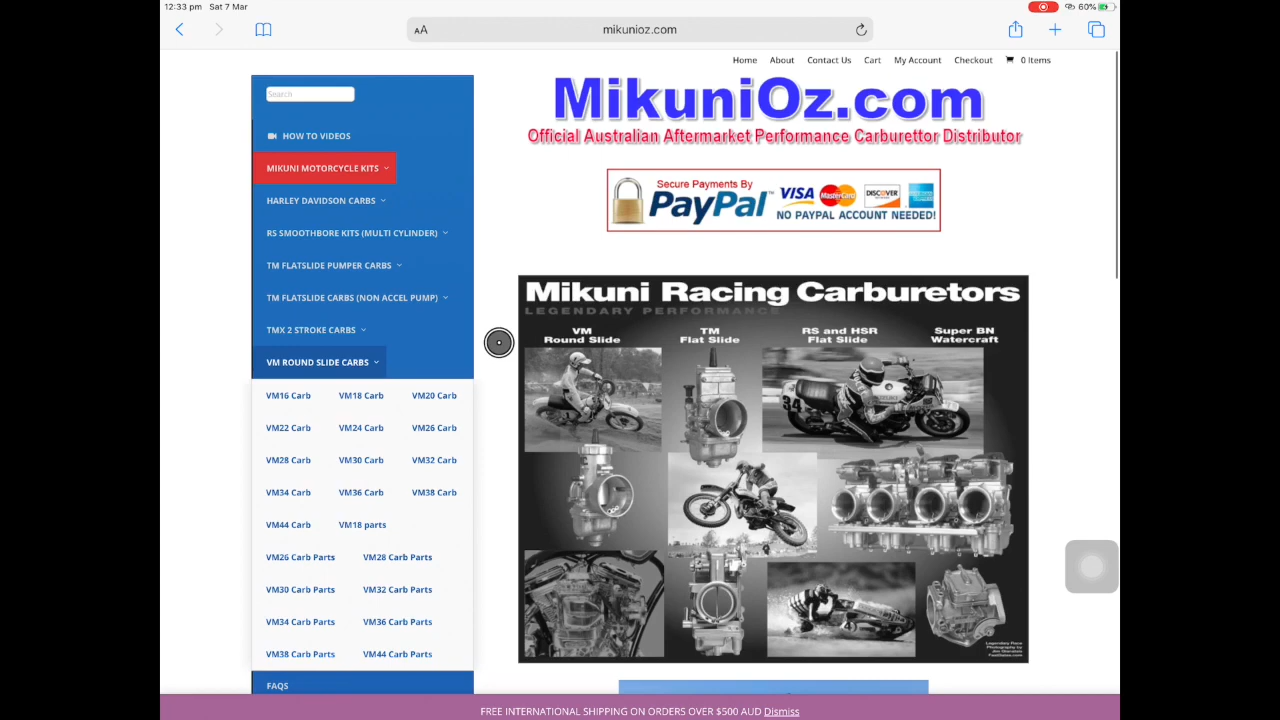 12:33 pm Sat 7 Mar
60%
AA
mikunioz.com
Home About Contact Us Cart My Account Checkout 0 Items
Search
HOW TO VIDEOS
MIKUNI MOTORCYCLE KITS
HARLEY DAVIDSON CARBS
RS SMOOTHBORE KITS (MULTI CYLINDER)
TM FLATSLIDE PUMPER CARBS
TM FLATSLIDE CARBS (NON ACCEL PUMP)
TMX 2 STROKE CARBS
VM ROUND SLIDE CARBS
VM16 Carb VM18 Carb VM20 Carb
VM22 Carb VM24 Carb VM26 Carb
VM28 Carb VM30 Carb VM32 Carb
VM34 Carb VM36 Carb VM38 Carb
VM44 Carb VM18 parts
VM26 Carb Parts VM28 Carb Parts
VM30 Carb Parts VM32 Carb Parts
VM34 Carb Parts VM36 Carb Parts
VM38 Carb Parts VM44 Carb Parts
FAQS
MikuniOz.com
Official Australian Aftermarket Performance Carburettor Distributor
Secure Payments By
PayPal VISA MasterCard DISCOVER AMERICAN EXPRESS
NO PAYPAL ACCOUNT NEEDED!
Mikuni Racing Carburetors
LEGENDARY PERFORMANCE
VM
Round Slide
TM
Flat Slide
RS and HSR
Flat Slide
Super BN
Watercraft
34
FREE INTERNATIONAL SHIPPING ON ORDERS OVER $500 AUD Dismiss